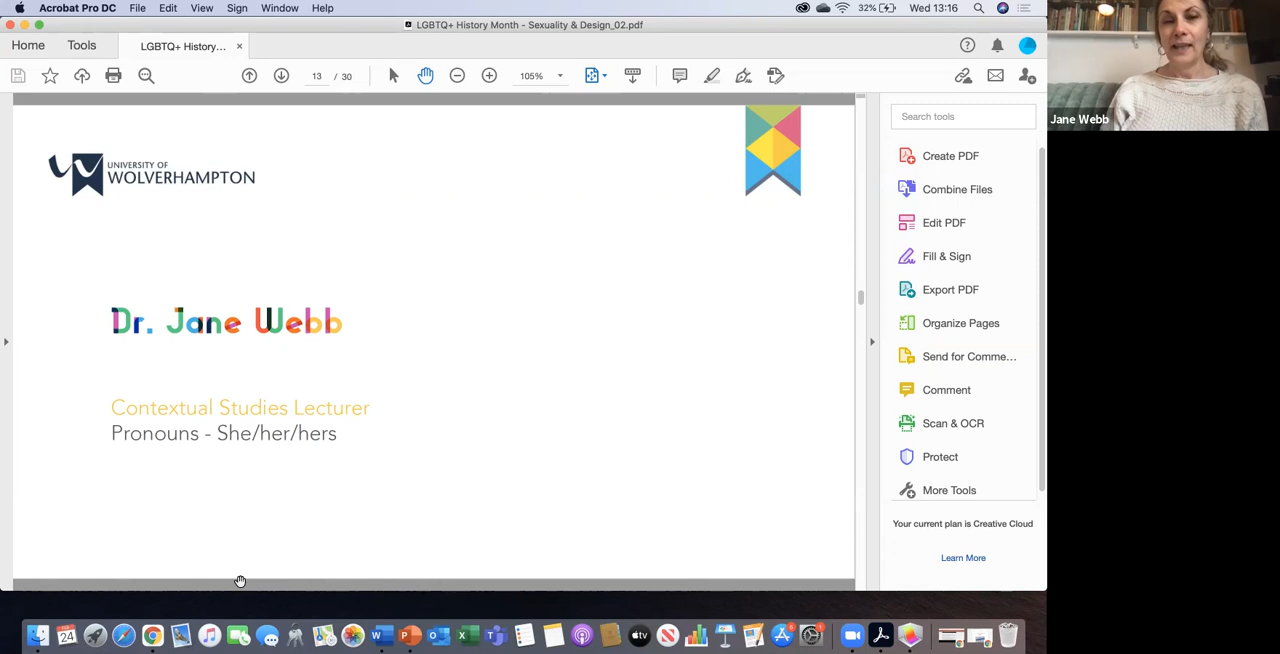 Acrobat Pro DC File Edit View Sign Window Help 32% Wed 13:16
LGBTQ+ History Month - Sexuality & Design_02.pdf
Home Tools LGBTQ+ History... ×
13 / 30 105%
Jane Webb
Search tools
UNIVERSITY OF
WOLVERHAMPTON
Create PDF
Combine Files
Edit PDF
Fill & Sign
Export PDF
Organize Pages
Send for Comme...
Comment
Scan & OCR
Protect
More Tools
Your current plan is Creative Cloud
Learn More
Dr. Jane Webb
Contextual Studies Lecturer
Pronouns - She/her/hers
24
tv